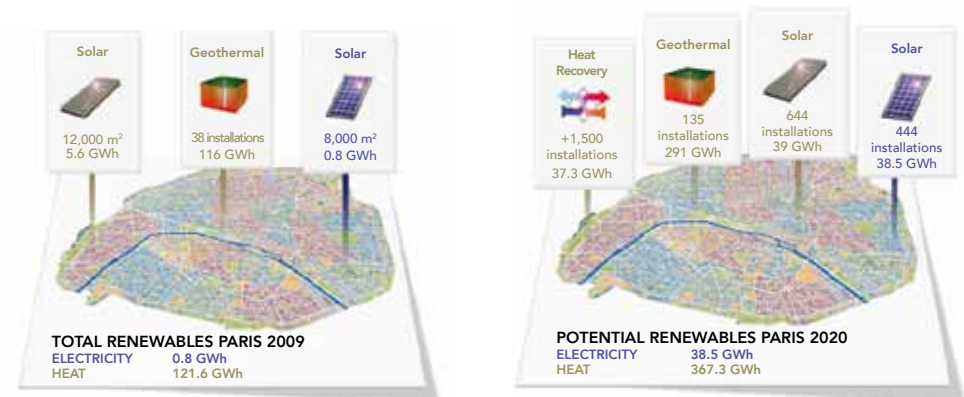 Solar
12,000 m²
5.6 GWh
Geothermal
38 installations
116 GWh
Solar
8,000 m²
0.8 GWh
TOTAL RENEWABLES PARIS 2009
ELECTRICITY 0.8 GWh
HEAT 121.6 GWh
Heat
Recovery
+1,500
installations
37.3 GWh
Geothermal
135
installations
291 GWh
Solar
644
installations
39 GWh
Solar
444
installations
38.5 GWh
POTENTIAL RENEWABLES PARIS 2020
ELECTRICITY 38.5 GWh
HEAT 367.3 GWh